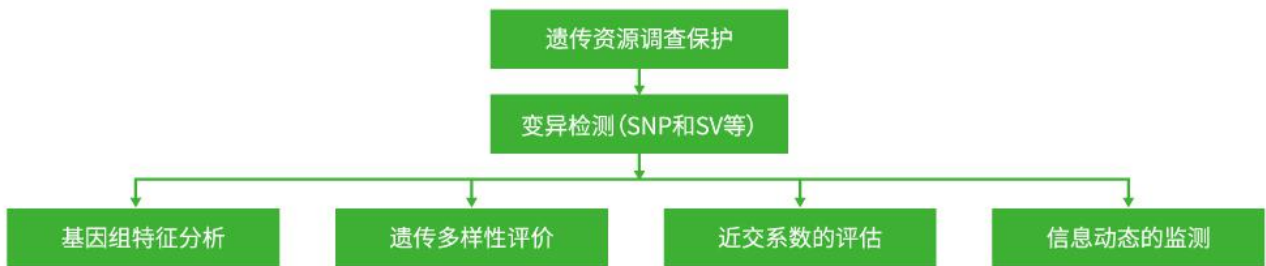 遗传资源调查保护
变异检测(SNP和SV等)
基因组特征分析
遗传多样性评价
近交系数的评估
信息动态的监测